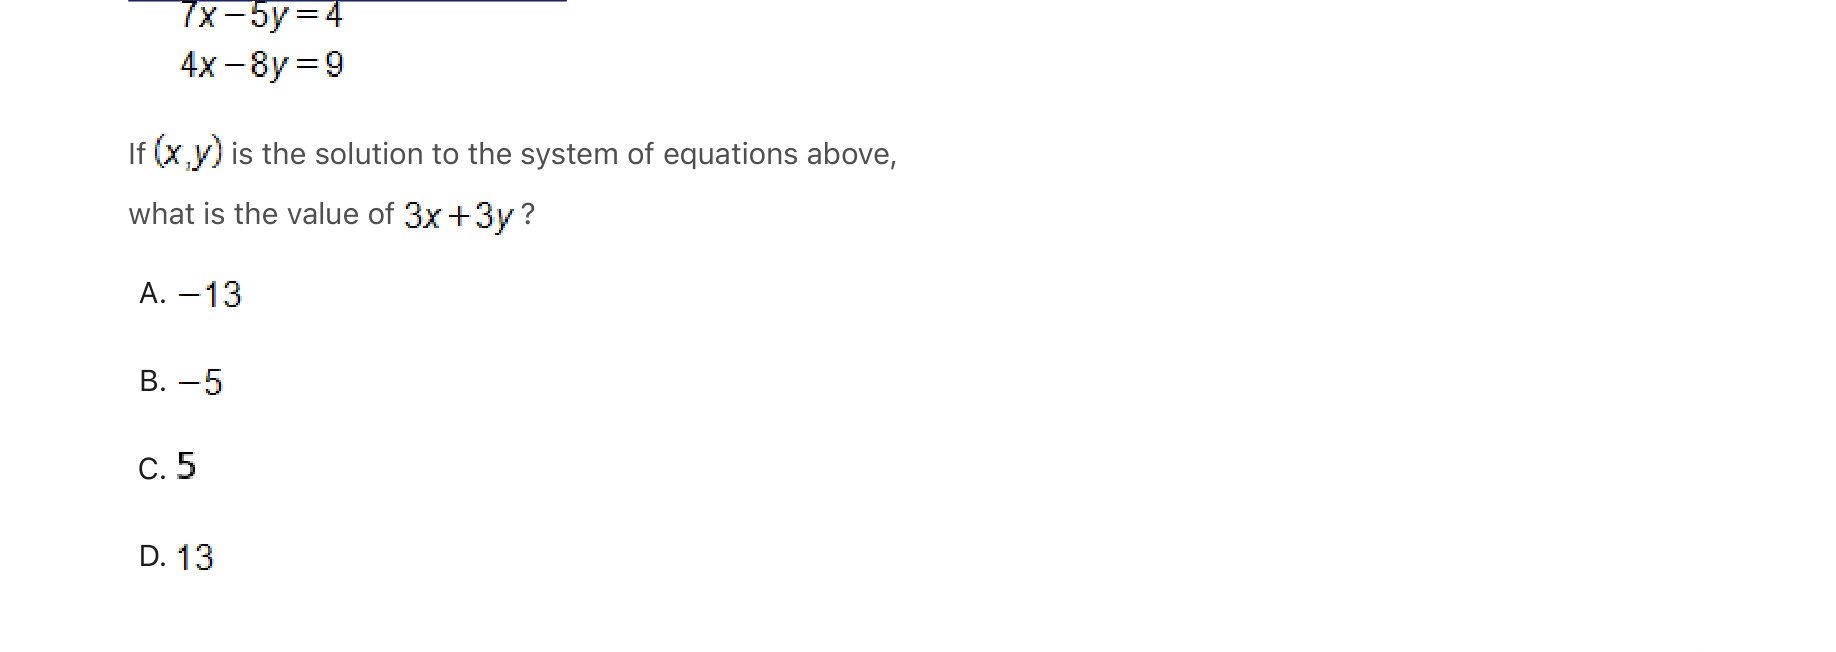 7x−5y=4
4x−8y=9
If (x,y) is the solution to the system of equations above,
what is the value of 3x+3y?
A. −13
B. −5
C. 5
D. 13